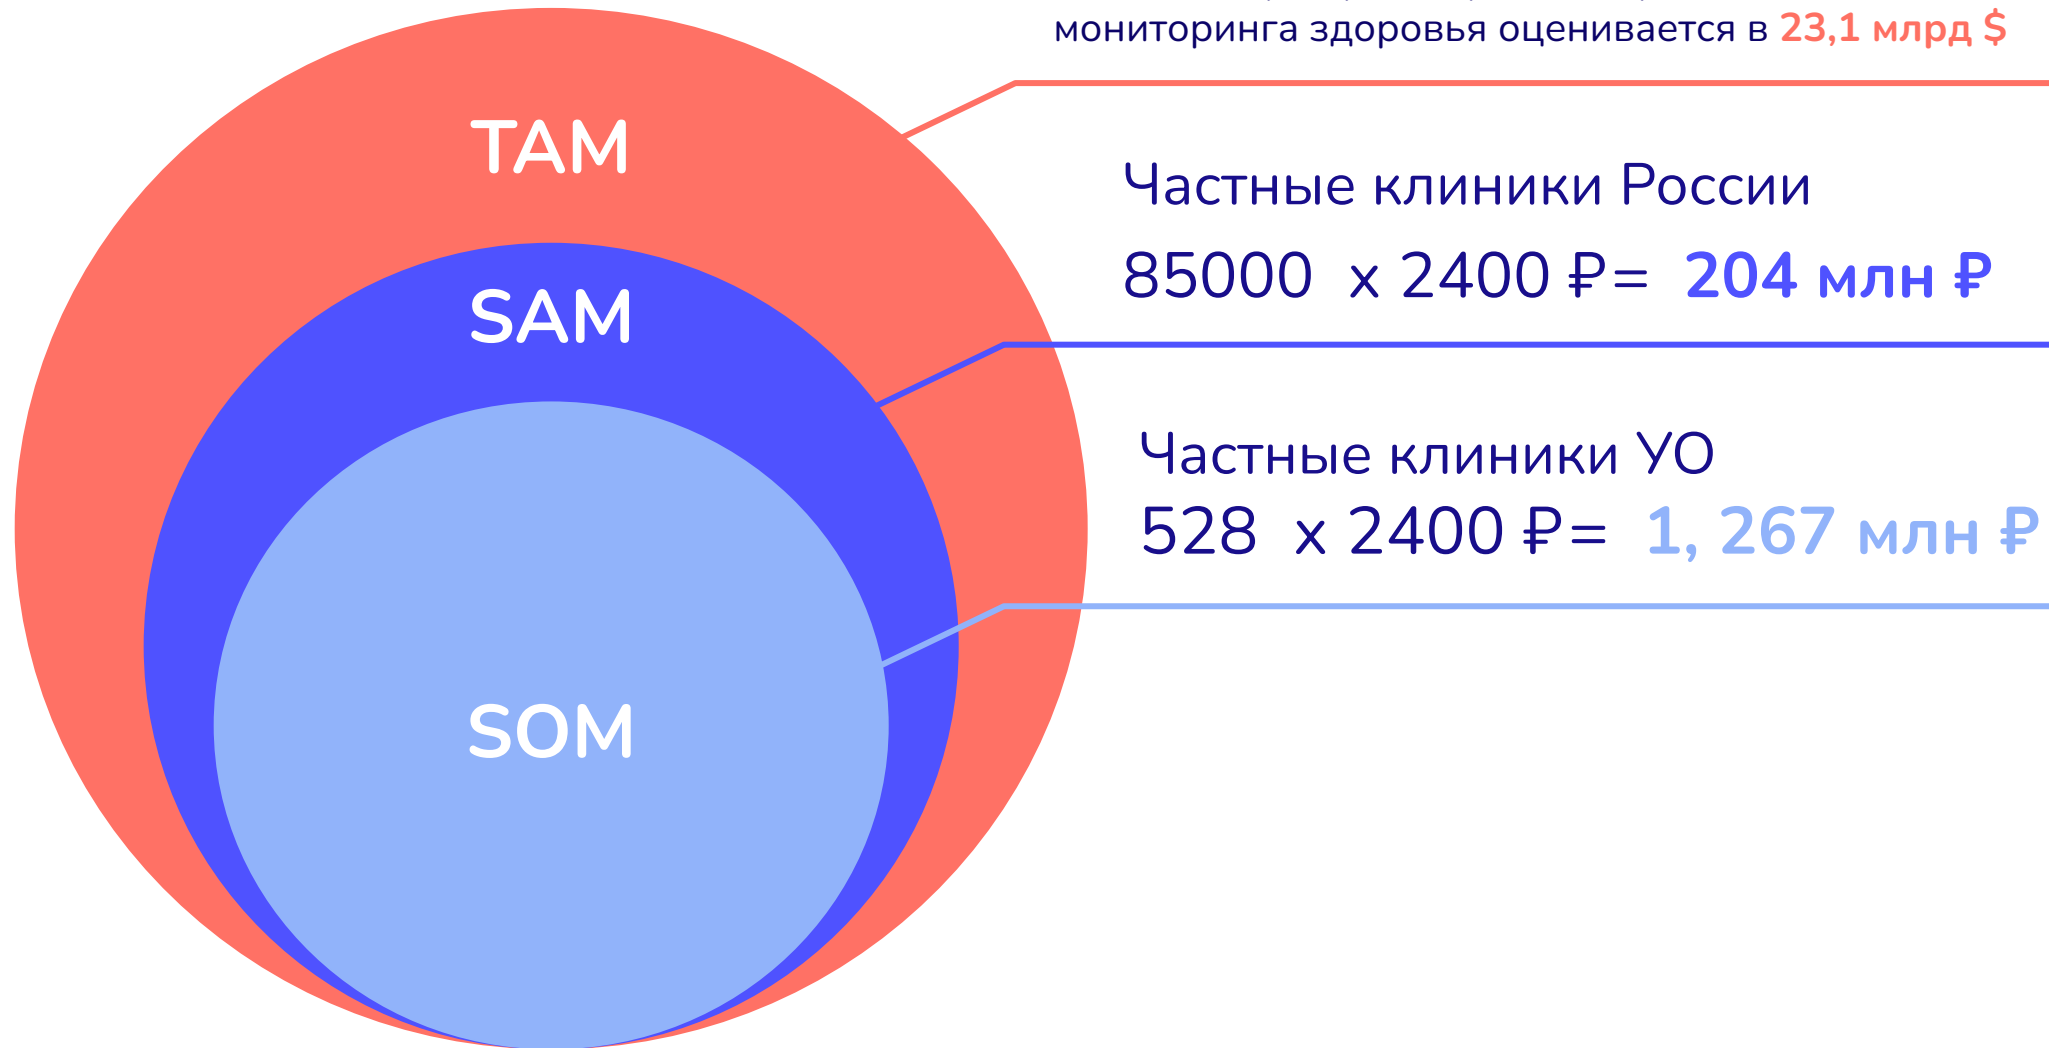 мониторинга здоровья оценивается в 23,1 млрд $
TAM
Частные клиники России
85000 x 2400 ₽= 204 млн ₽
SAM
Частные клиники УО
528 x 2400 ₽= 1, 267 млн ₽
SOM